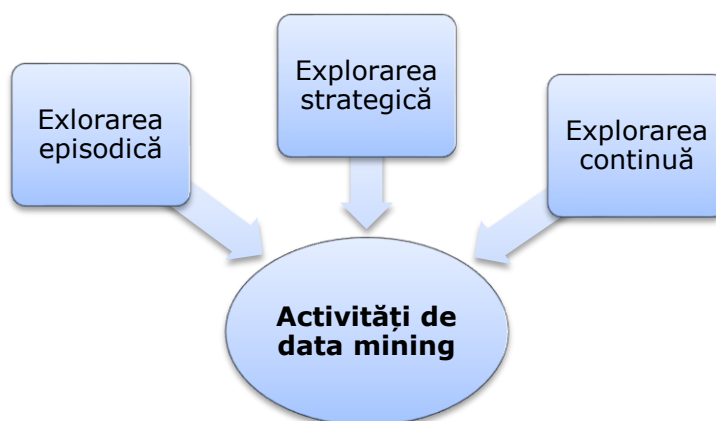 Exlorarea
episodică
Explorarea
strategică
Explorarea
continuă
Activități de
data mining